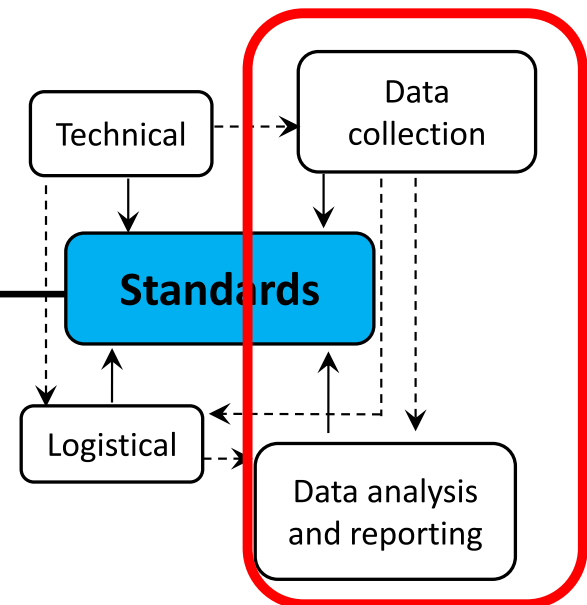 Data
collection
Technical
Standards
Logistical
Data analysis
and reporting